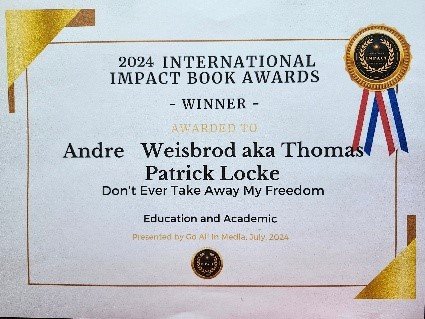 2024 INTERNATIONAL
IMPACT BOOK AWARDS
- WINNER -
AWARDED TO
Andre Weisbrod aka Thomas
Patrick Locke
Don't Ever Take Away My Freedom
Education and Academic
Presented by Go All In Media, July, 2024
IMPACT